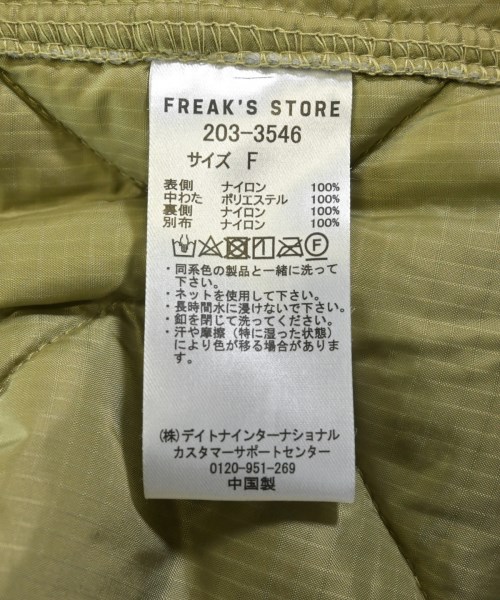 FREAK'S STORE
203-3546
サイズ F
表側 ナイロン 100%
中わた ポリエステル 100%
裏側 ナイロン 100%
別布 ナイロン 100%
・同系色の製品と一緒に洗って
下さい。
・ネットを使用して下さい。
・長時間水に浸けないで下さい。
・釦を閉じて洗ってください。
・汗や摩擦（特に湿った状態）
により色が移る場合がありま
す。
(株)デイトナインターナショナル
カスタマーサポートセンター
0120-951-269
中国製